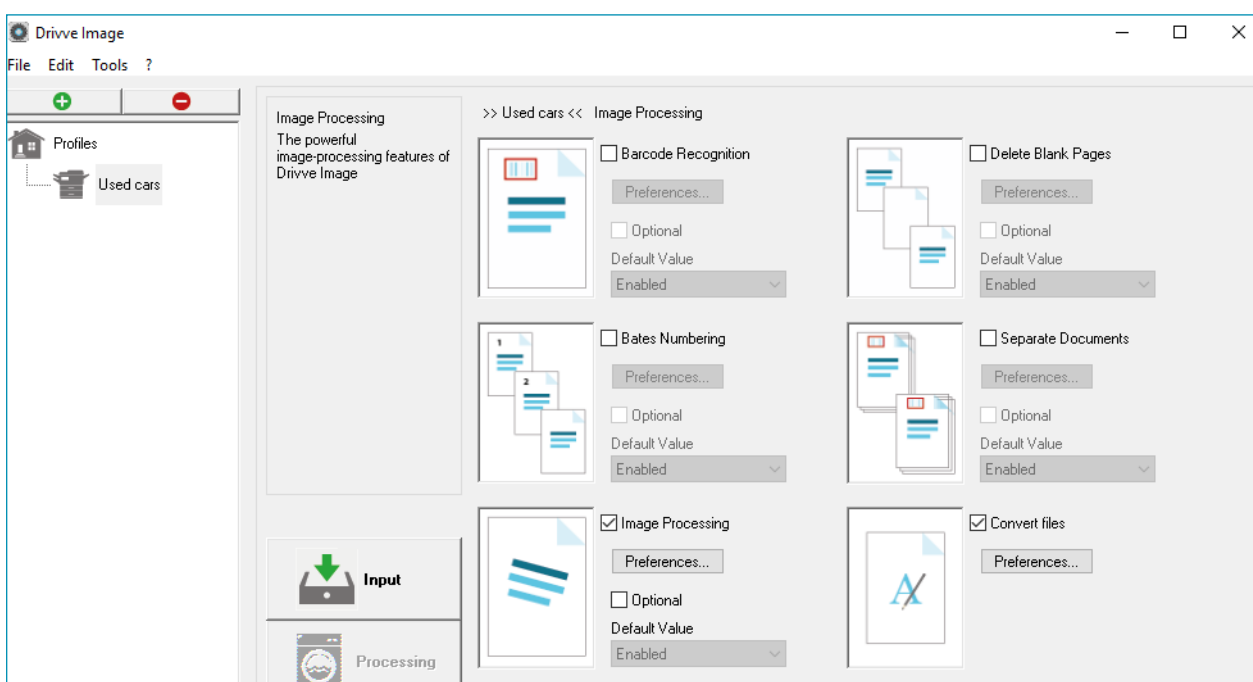 Drivve Image
File Edit Tools ?
Profiles
Used cars
Image Processing
The powerful
image-processing features of
Drivve Image
Input
Processing
>> Used cars << Image Processing
Barcode Recognition
Preferences...
Optional
Default Value
Enabled
Delete Blank Pages
Preferences...
Optional
Default Value
Enabled
1
2
Bates Numbering
Preferences...
Optional
Default Value
Enabled
Separate Documents
Preferences...
Optional
Default Value
Enabled
Image Processing
Preferences...
Optional
Default Value
Enabled
A
Convert files
Preferences...